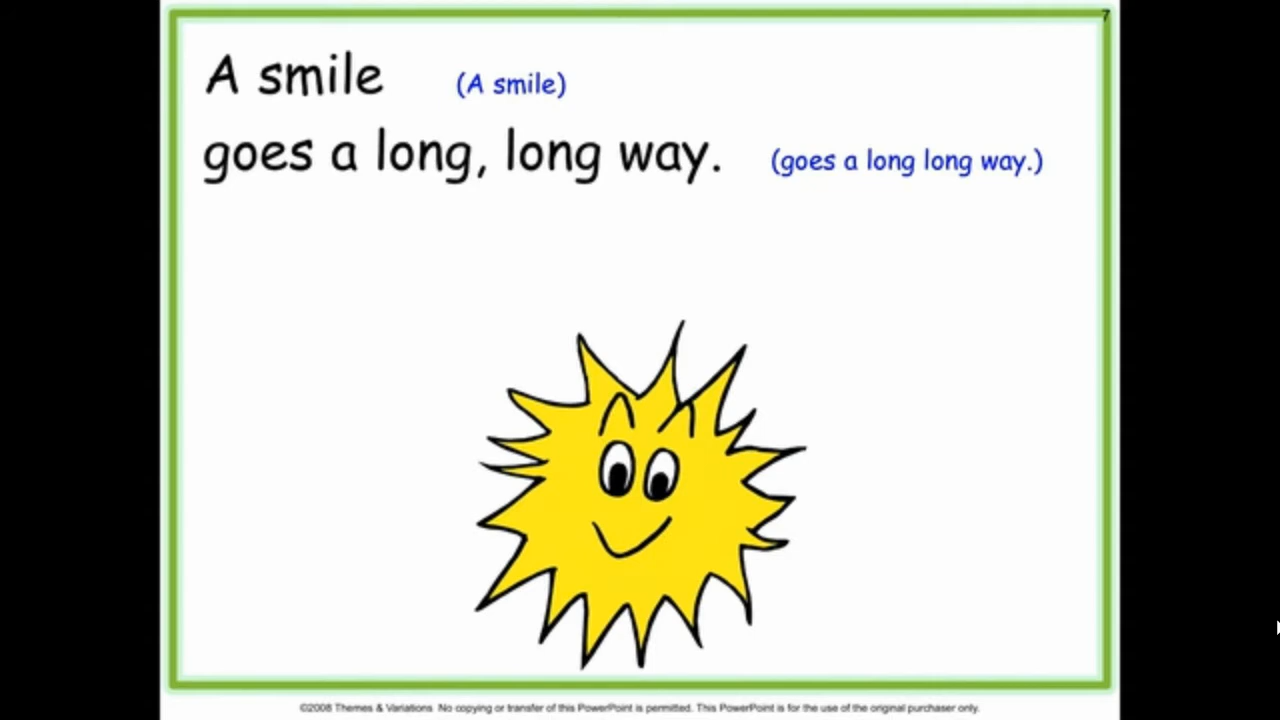 7
A smile (A smile)
goes a long, long way. (goes a long long way.)
©2008 Themes & Variations No copying or transfer of this PowerPoint is permitted. This PowerPoint is for the use of the original purchaser only.